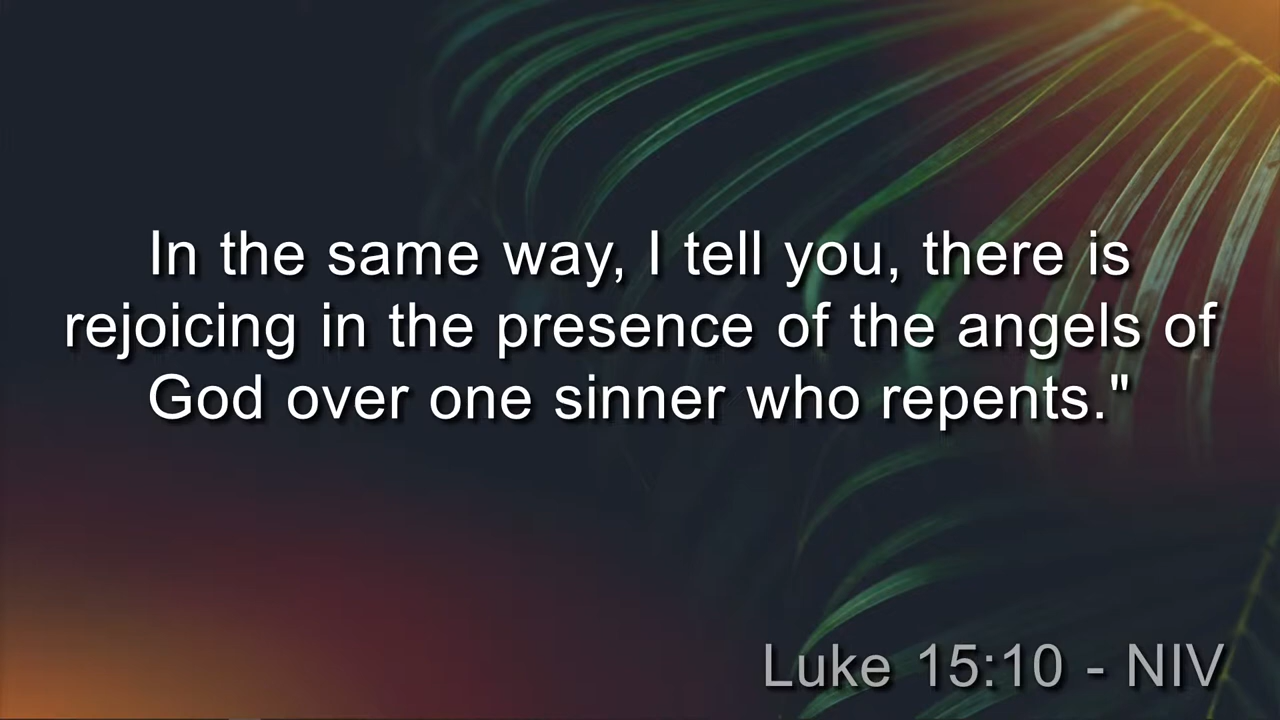 In the same way, I tell you, there is
rejoicing in the presence of the angels of
God over one sinner who repents."
Luke 15:10 - NIV